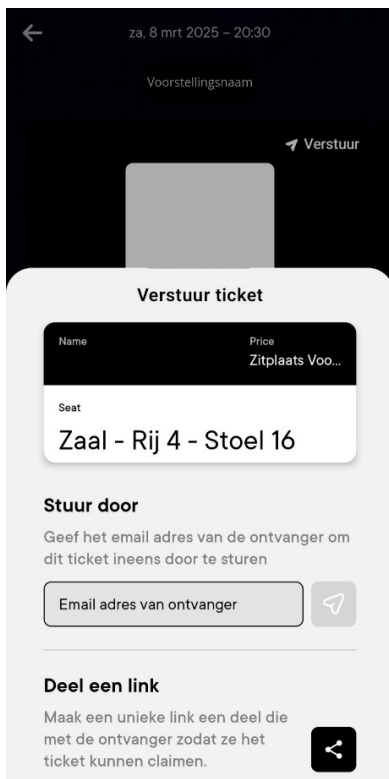 za, 8 mrt 2025 – 20:30
Voorstellingsnaam
Verstuur
Verstuur ticket
Name
Price
Zitplaats Voo...
Seat
Zaal - Rij 4 - Stoel 16
Stuur door
Geef het email adres van de ontvanger om
dit ticket ineens door te sturen
Email adres van ontvanger
Deel een link
Maak een unieke link een deel die
met de ontvanger zodat ze het
ticket kunnen claimen.